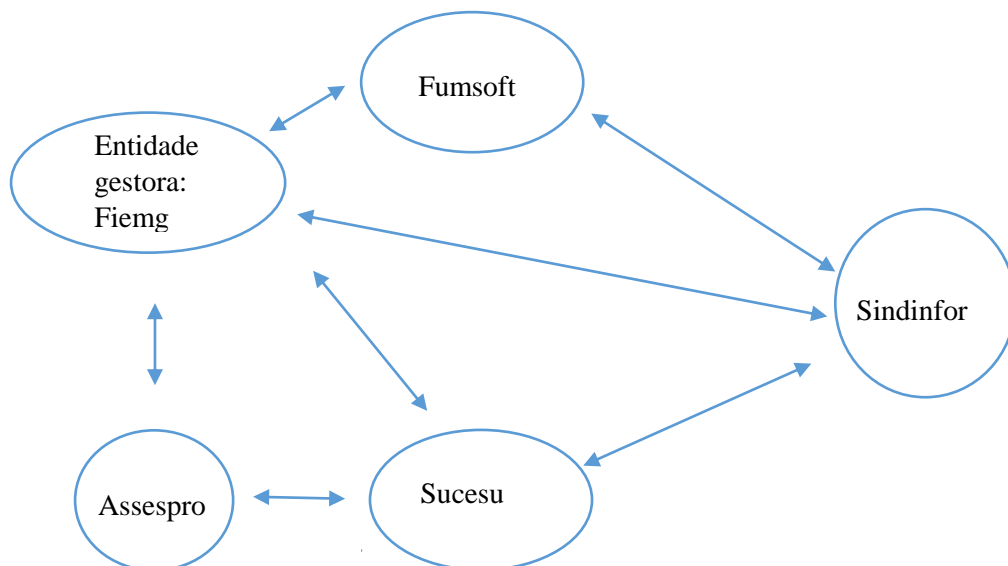 Fumsoft
Entidade
gestora:
Fiemg
Sindinfor
Assespro
Sucesu